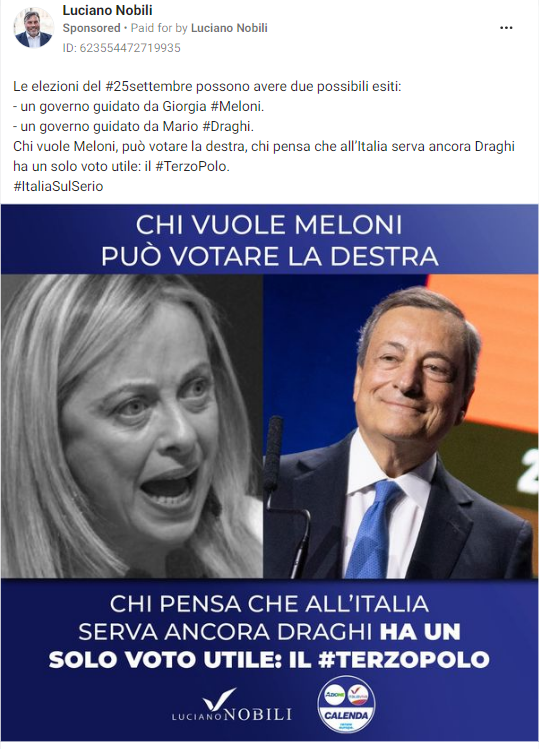 Luciano Nobili
Sponsored • Paid for by Luciano Nobili
ID: 623554472719935
Le elezioni del #25settembre possono avere due possibili esiti:
- un governo guidato da Giorgia #Meloni.
- un governo guidato da Mario #Draghi.
Chi vuole Meloni, può votare la destra, chi pensa che all’Italia serva ancora Draghi
ha un solo voto utile: il #TerzoPolo.
#ItaliaSulSerio
CHI VUOLE MELONI
PUÒ VOTARE LA DESTRA
2
CHI PENSA CHE ALL’ITALIA
SERVA ANCORA DRAGHI HA UN
SOLO VOTO UTILE: IL #TERZOPOLO
LUCIANO NOBILI
AZIONE
CALENDA